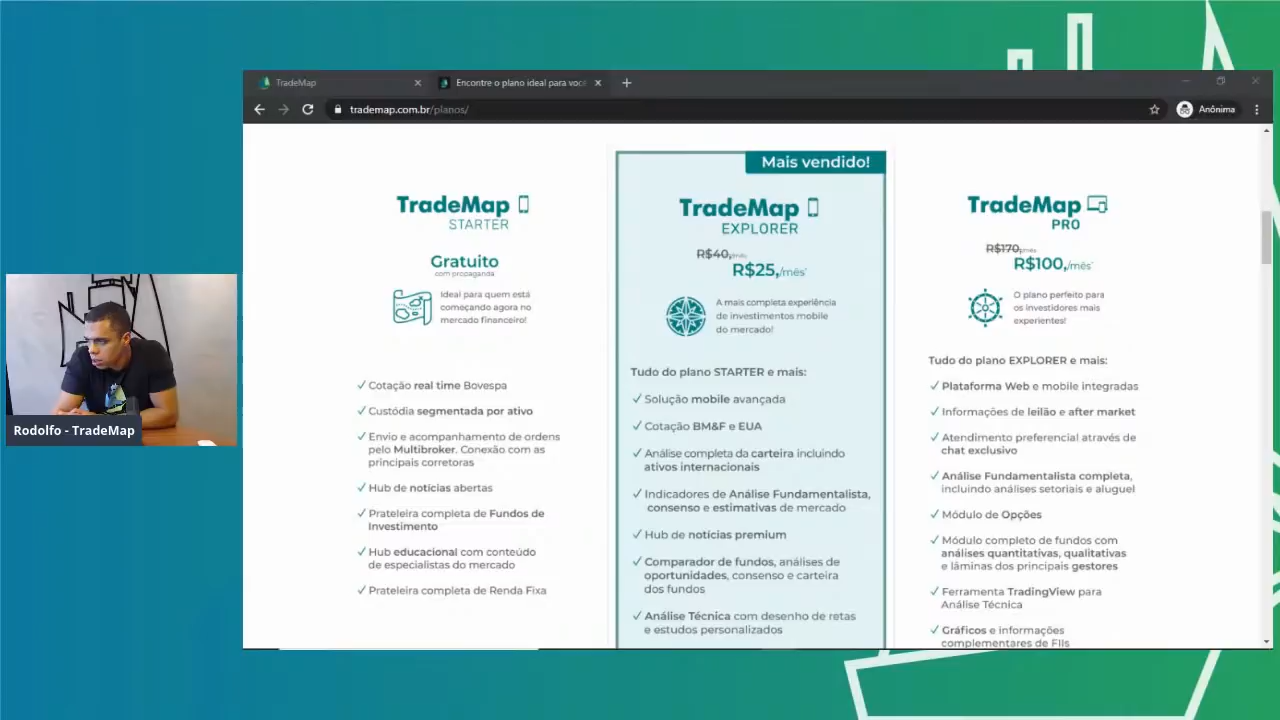 TradeMap
Encontre o plano ideal para você
trademap.com.br/planos/
Anônima
TradeMap
STARTER
Gratuito
com propaganda
Ideal para quem está
começando agora no
mercado financeiro!
✓ Cotação real time Bovespa
✓ Custódia segmentada por ativo
✓ Envio e acompanhamento de ordens
pelo Multibroker. Conexão com as
principais corretoras
✓ Hub de notícias abertas
✓ Prateleira completa de Fundos de
Investimento
✓ Hub educacional com conteúdo
de especialistas do mercado
✓ Prateleira completa de Renda Fixa
Mais vendido!
TradeMap
EXPLORER
R$40,/mês
R$25,/mês*
A mais completa experiência
de investimentos mobile
do mercado!
Tudo do plano STARTER e mais:
✓ Solução mobile avançada
✓ Cotação BM&F e EUA
✓ Análise completa da carteira incluindo
ativos internacionais
✓ Indicadores de Análise Fundamentalista,
consenso e estimativas de mercado
✓ Hub de notícias premium
✓ Comparador de fundos, análises de
oportunidades, consenso e carteira
dos fundos
✓ Análise Técnica com desenho de retas
e estudos personalizados
TradeMap
PRO
R$170,/mês
R$100,/mês*
O plano perfeito para
os investidores mais
experientes!
Tudo do plano EXPLORER e mais:
✓ Plataforma Web e mobile integradas
✓ Informações de leilão e after market
✓ Atendimento preferencial através de
chat exclusivo
✓ Análise Fundamentalista completa,
incluindo análises setoriais e aluguel
✓ Módulo de Opções
✓ Módulo completo de fundos com
análises quantitativas, qualitativas
e lâminas dos principais gestores
✓ Ferramenta TradingView para
Análise Técnica
✓ Gráficos e informações
complementares de FIIs
Rodolfo - TradeMap